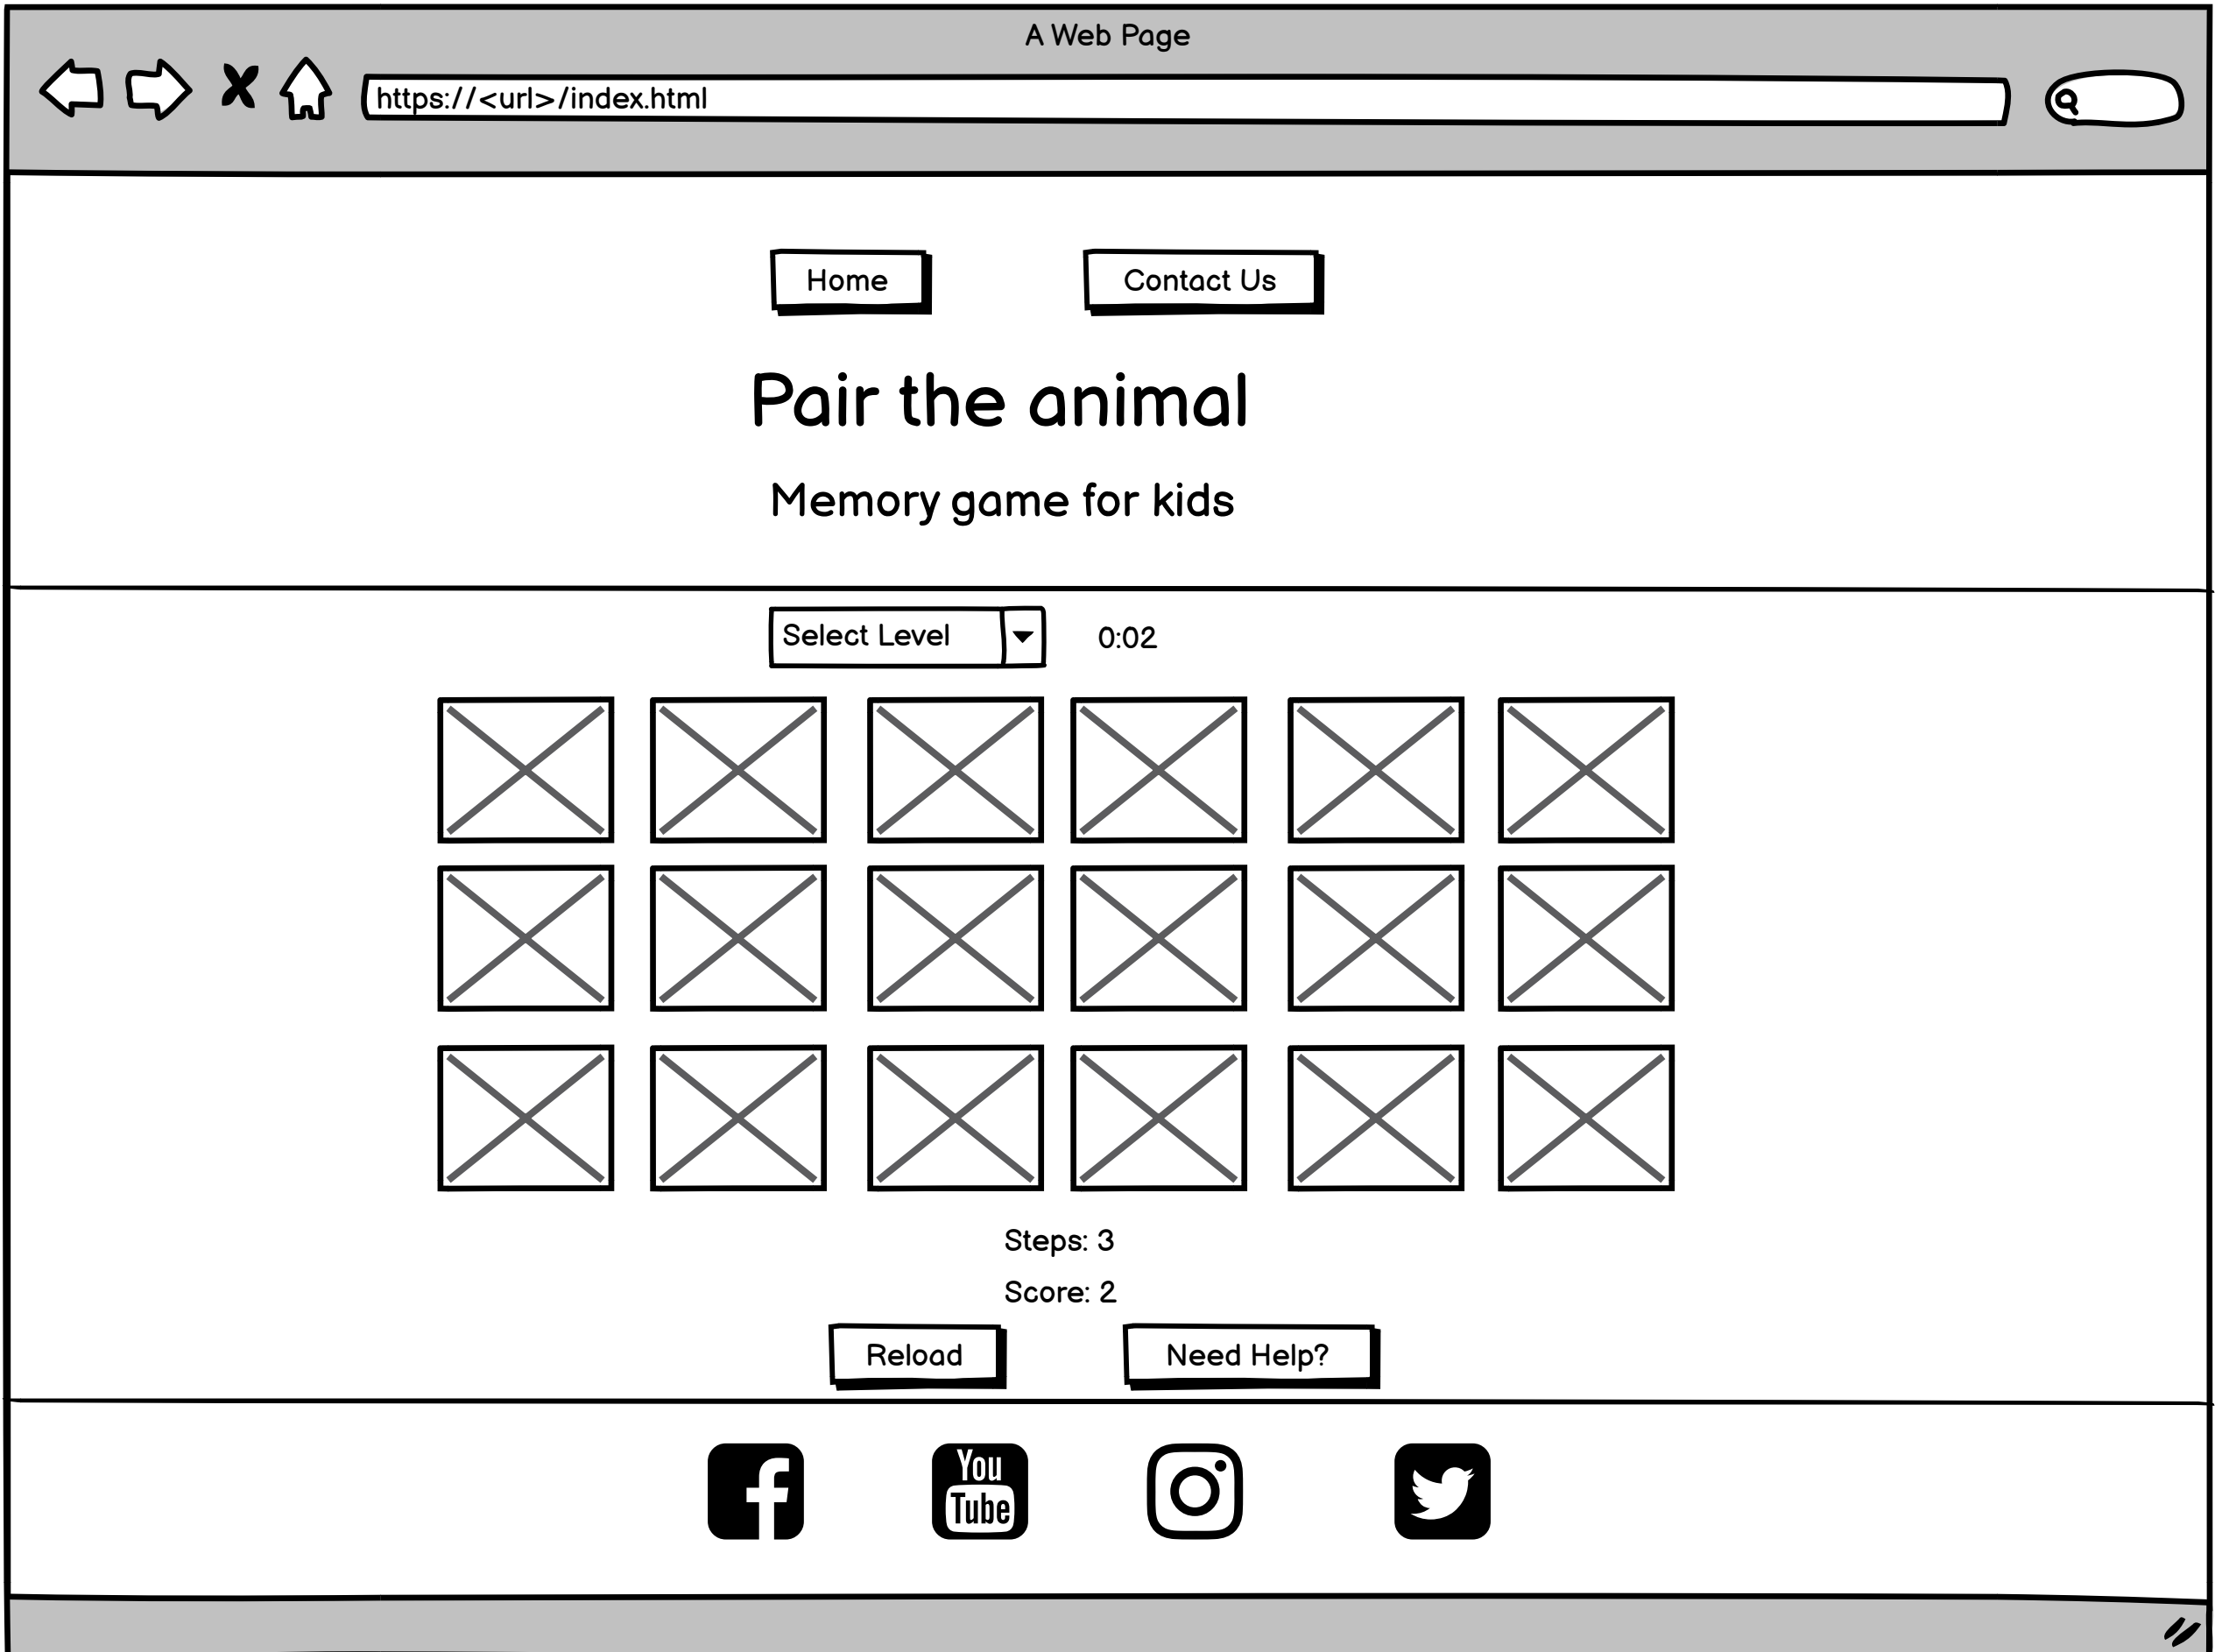 A Web Page
https://<url>/index.html
Home Contact Us
Pair the animal
Memory game for kids
Select Level 0:02
Steps: 3
Score: 2
Reload Need Help?
You
Tube